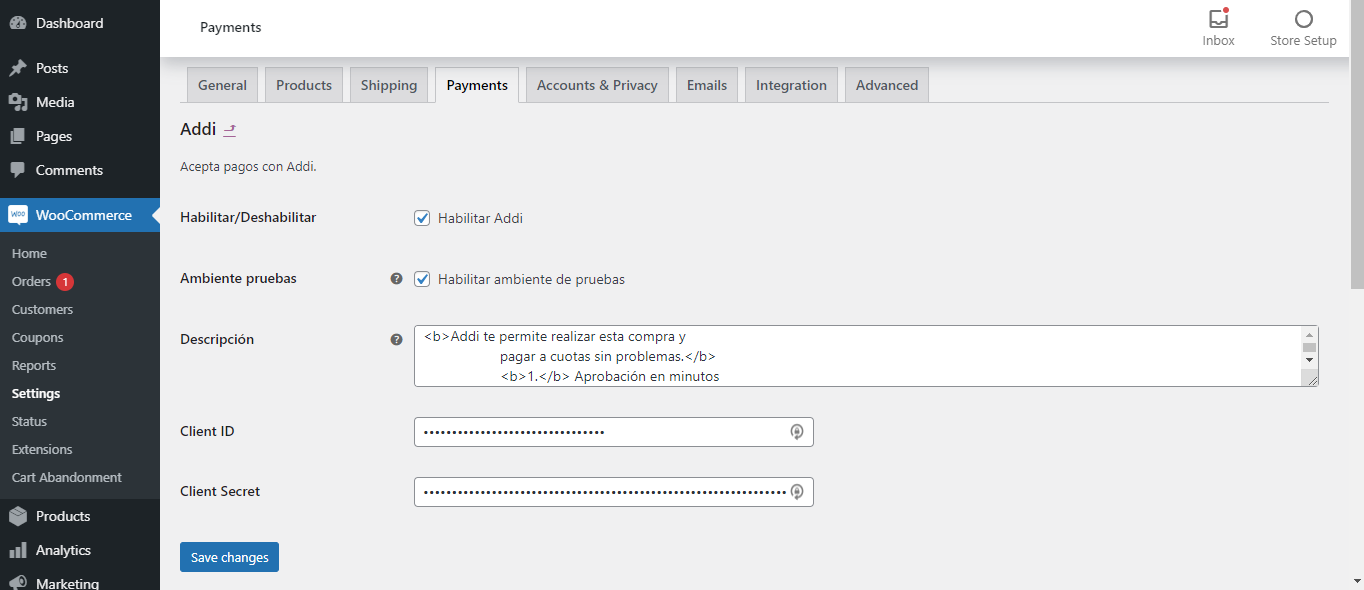 Dashboard
Posts
Media
Pages
Comments
Woo WooCommerce
Home
Orders 1
Customers
Coupons
Reports
Settings
Status
Extensions
Cart Abandonment
Products
Analytics
Marketing
Payments
Inbox
Store Setup
General Products Shipping Payments Accounts & Privacy Emails Integration Advanced
Addi
Acepta pagos con Addi.
Habilitar/Deshabilitar Habilitar Addi
Ambiente pruebas ? Habilitar ambiente de pruebas
Descripción ? <b>Addi te permite realizar esta compra y
pagar a cuotas sin problemas.</b>
<b>1.</b> Aprobación en minutos
Client ID
Client Secret
Save changes